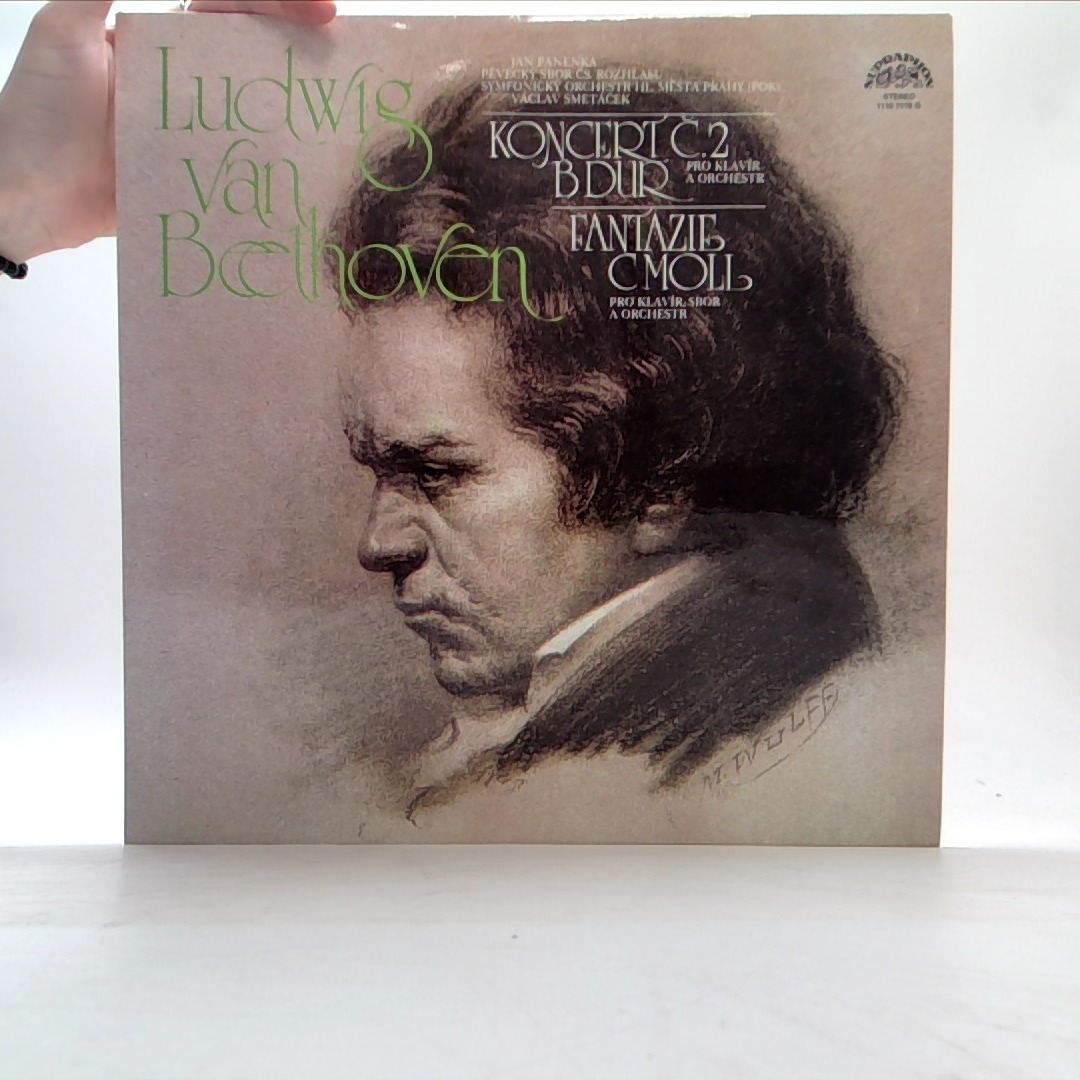 Ludwig
van
Beethoven
JAN PANENKA
PĚVECKÝ SBOR ČS. ROZHLASU
SYMFONICKÝ ORCHESTR HL. MĚSTA PRAHY (FOK)
VÁCLAV SMETÁČEK
KONCERT Č. 2
B DUR
PRO KLAVÍR
A ORCHESTR
FANTAZIE
C MOLL
PRO KLAVÍR, SBOR
A ORCHESTR
SUPRAPHON
STEREO